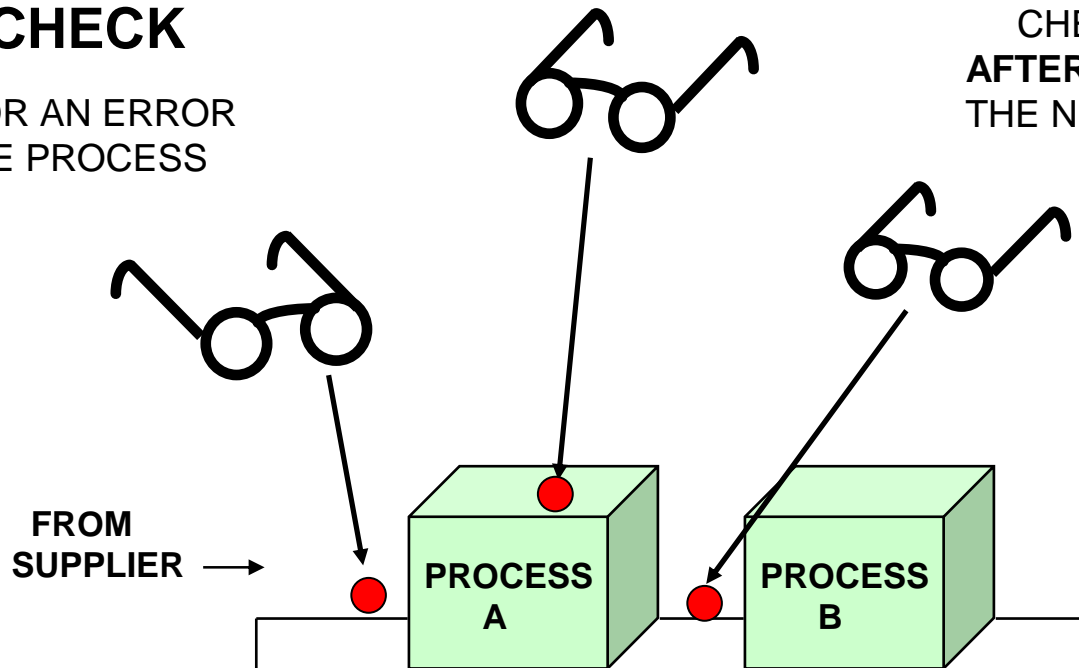 CHECK
OR AN ERROR
E PROCESS
CHE
AFTER
THE N
FROM
SUPPLIER
PROCESS
A
PROCESS
B